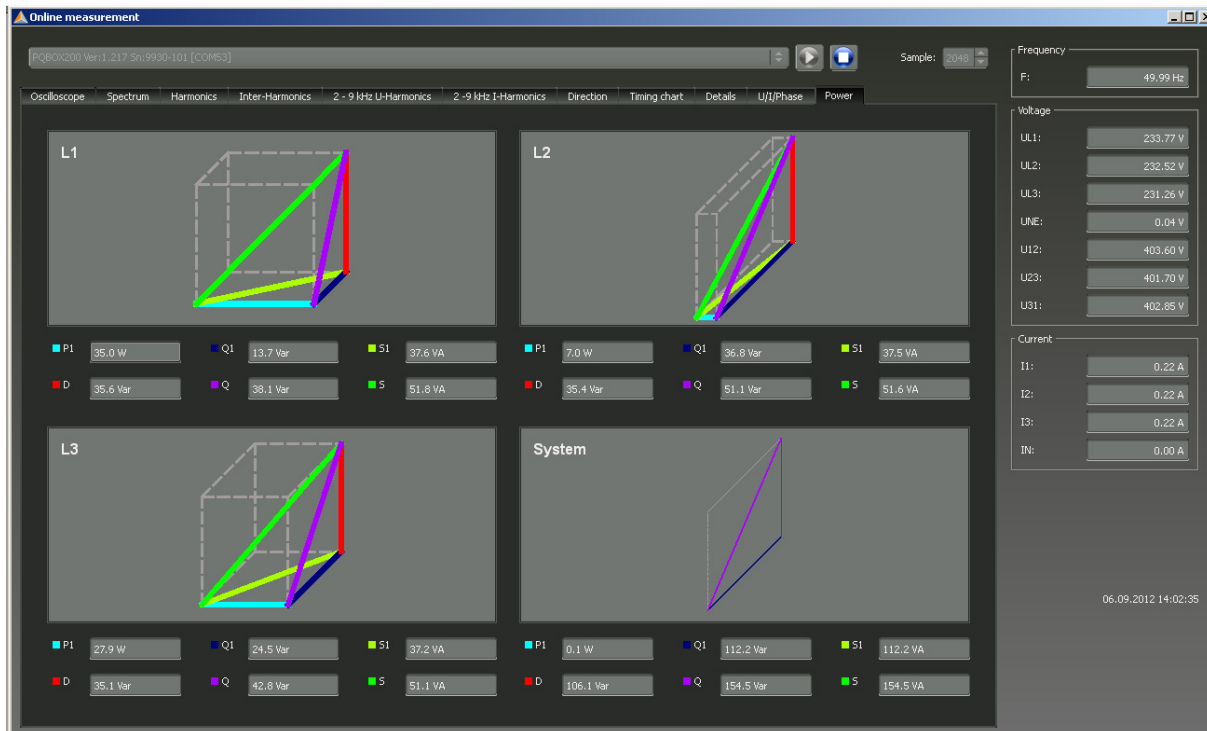 Online measurement
PQBOX200 Ver:1.217 Sn:9930-101 [COM53]
Sample: 2048
Oscilloscope Spectrum Harmonics Inter-Harmonics 2 - 9 kHz U-Harmonics 2 -9 kHz I-Harmonics Direction Timing chart Details U/I/Phase Power
L1
P1 35.0 W Q1 13.7 Var S1 37.6 VA
D 35.6 Var Q 38.1 Var S 51.8 VA
L2
P1 7.0 W Q1 36.8 Var S1 37.5 VA
D 35.4 Var Q 51.1 Var S 51.6 VA
L3
P1 27.9 W Q1 24.5 Var S1 37.2 VA
D 35.1 Var Q 42.8 Var S 51.1 VA
System
P1 0.1 W Q1 112.2 Var S1 112.2 VA
D 106.1 Var Q 154.5 Var S 154.5 VA
Frequency
F: 49.99 Hz
Voltage
UL1: 233.77 V
UL2: 232.52 V
UL3: 231.26 V
UNE: 0.04 V
U12: 403.60 V
U23: 401.70 V
U31: 402.85 V
Current
I1: 0.22 A
I2: 0.22 A
I3: 0.22 A
IN: 0.00 A
06.09.2012 14:02:35